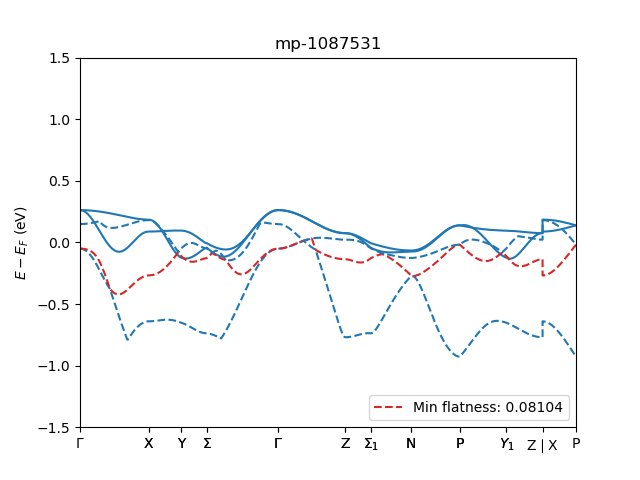 mp-1087531
E − E_F (eV)
1.5
1.0
0.5
0.0
−0.5
−1.0
−1.5
Min flatness: 0.08104
Γ X Y Σ Γ Z Σ₁ N P Y₁ Z | X P